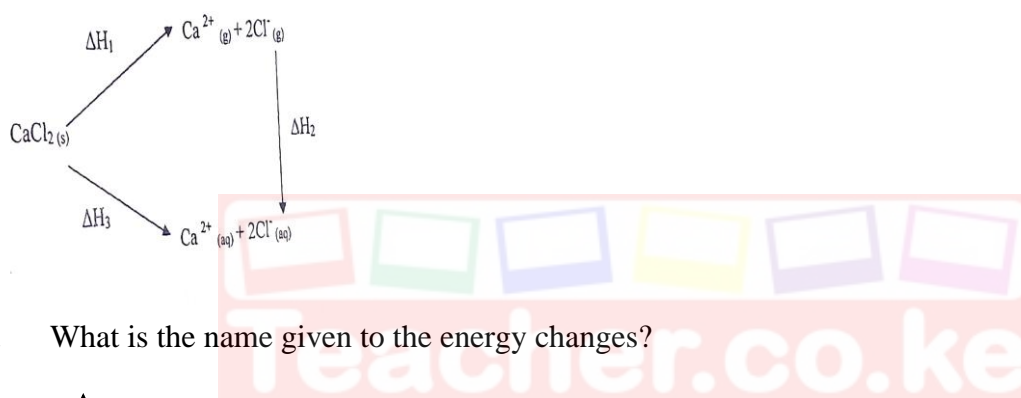 Ca²⁺ (g) + 2Cl⁻ (g)
ΔH₁
CaCl₂ (s)
ΔH₂
ΔH₃
Ca²⁺ (aq) + 2Cl⁻ (aq)
What is the name given to the energy changes?
Teacher.co.ke